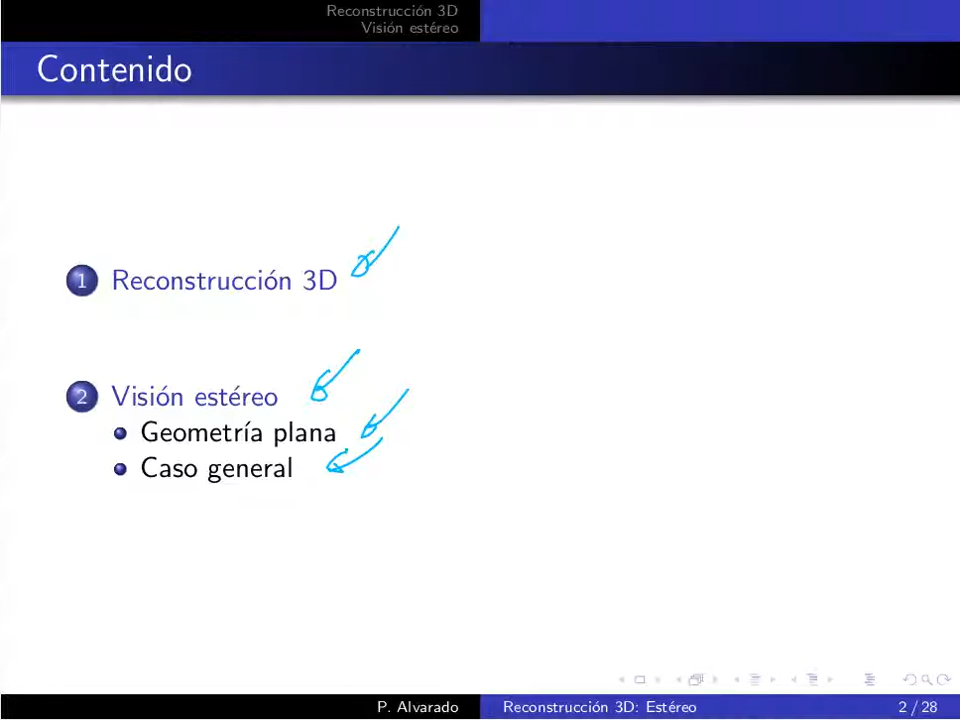 Reconstrucción 3D
Visión estéreo
Contenido
1 Reconstrucción 3D
2 Visión estéreo
Geometría plana
Caso general
P. Alvarado
Reconstrucción 3D: Estéreo
2 / 28